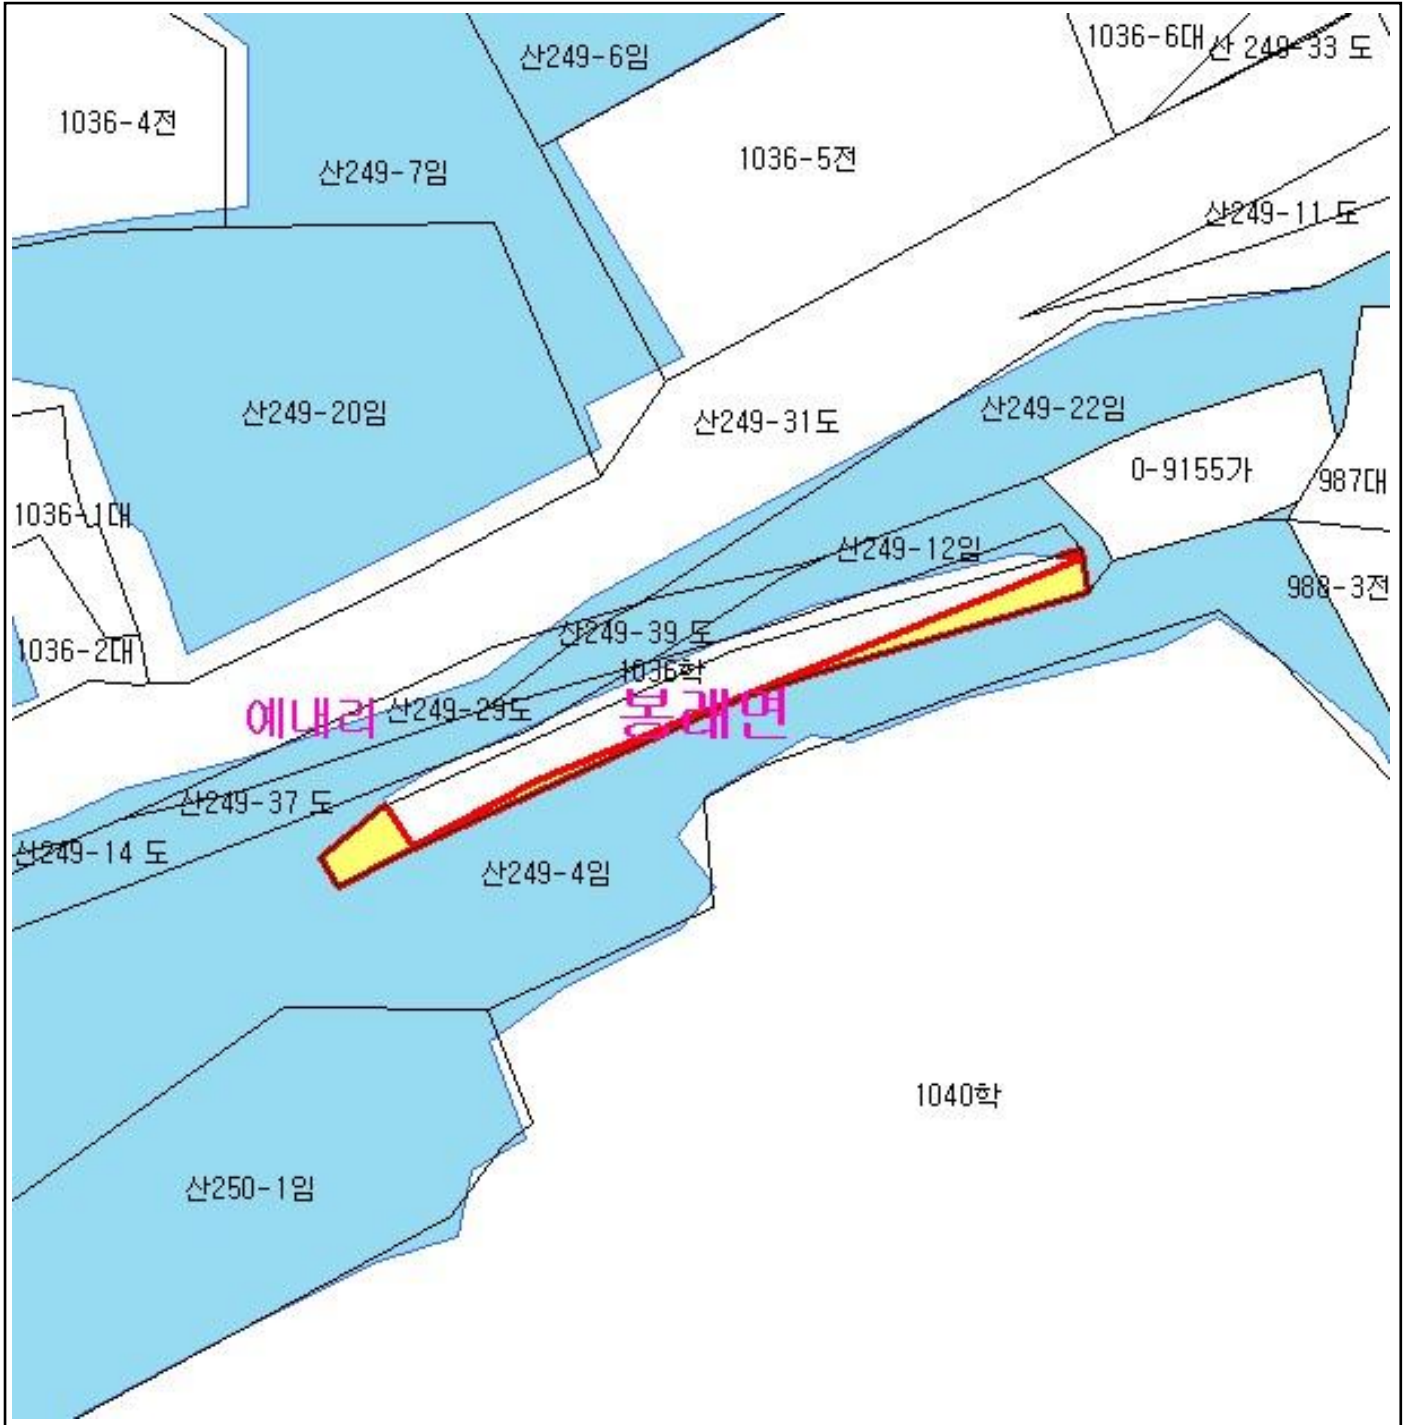 1036-6대
산 249-33 도
산249-6임
1036-4전
1036-5전
산249-7임
산249-11 도
산249-20임
산249-31도
산249-22임
0-9155가
987대
1036-1대
산249-12임
988-3전
산249-39 도
1036-2대
1036학
예내리
산249-29도
봉래면
산249-37 도
산249-14 도
산249-4임
1040학
산250-1임